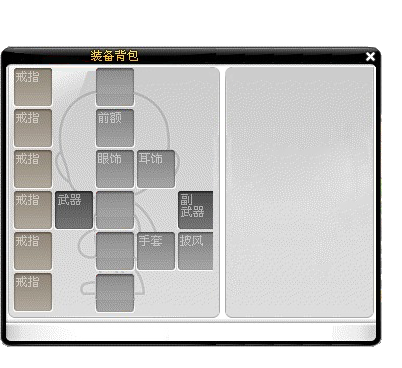 装备背包
戒指
戒指 前额
戒指 眼饰 耳饰
戒指 武器 副
武器
戒指 手套 披风
戒指